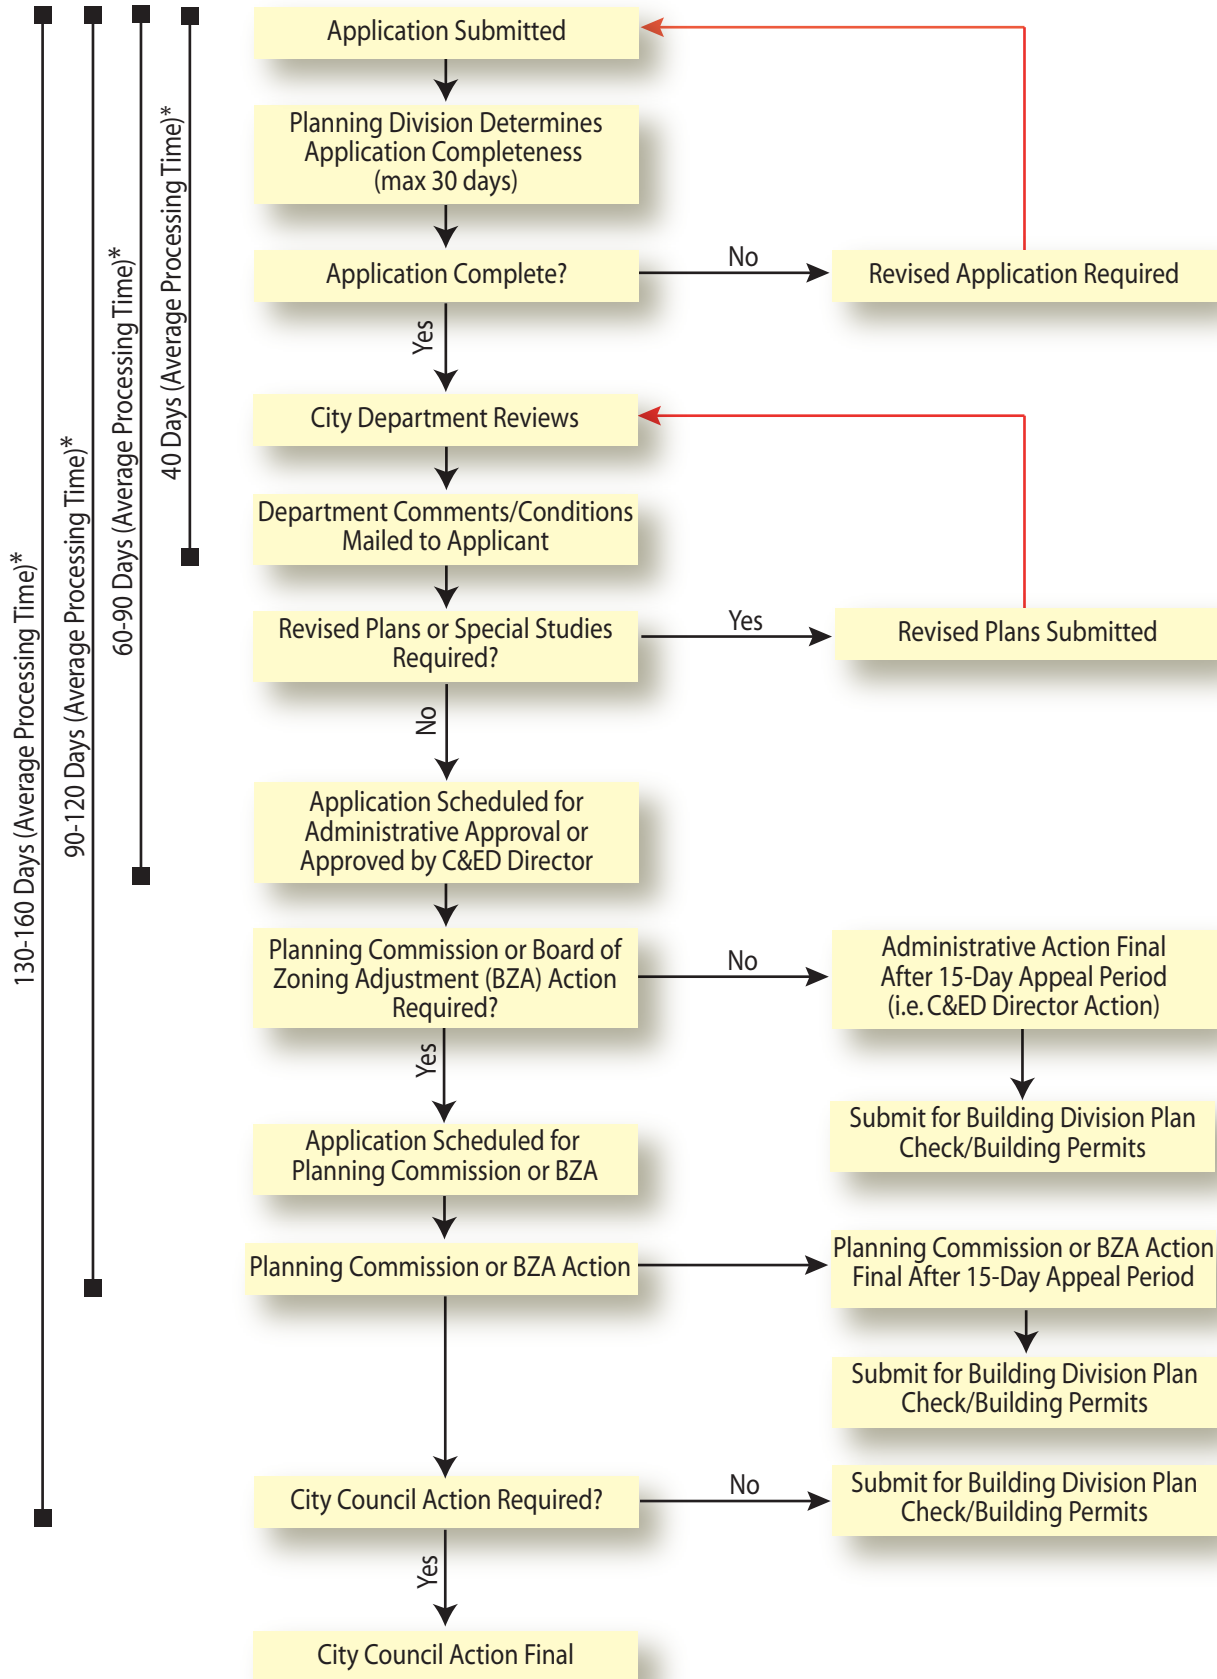 Application Submitted
Planning Division Determines
Application Completeness
(max 30 days)
Application Complete?
No
Revised Application Required
Yes
City Department Reviews
Department Comments/Conditions
Mailed to Applicant
Revised Plans or Special Studies
Required?
Yes
Revised Plans Submitted
No
Application Scheduled for
Administrative Approval or
Approved by C&ED Director
Planning Commission or Board of
Zoning Adjustment (BZA) Action
Required?
No
Administrative Action Final
After 15-Day Appeal Period
(i.e. C&ED Director Action)
Submit for Building Division Plan
Check/Building Permits
Yes
Application Scheduled for
Planning Commission or BZA
Planning Commission or BZA Action
Planning Commission or BZA Action
Final After 15-Day Appeal Period
Submit for Building Division Plan
Check/Building Permits
City Council Action Required?
No
Submit for Building Division Plan
Check/Building Permits
Yes
City Council Action Final
130-160 Days (Average Processing Time)*
90-120 Days (Average Processing Time)*
60-90 Days (Average Processing Time)*
40 Days (Average Processing Time)*